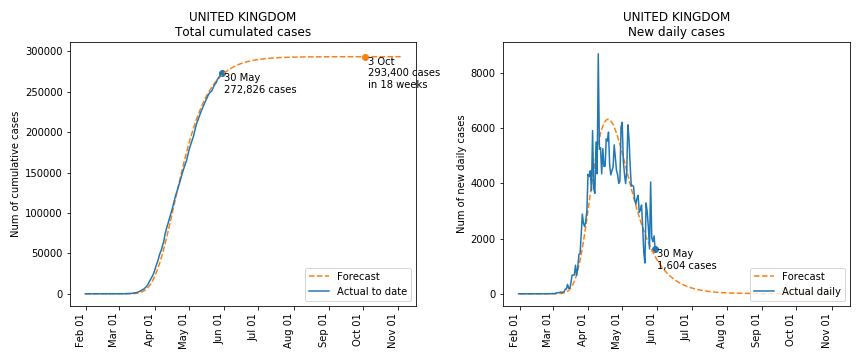 UNITED KINGDOM
Total cumulated cases
Num of cumulative cases
300000
250000
200000
150000
100000
50000
0
30 May
272,826 cases
3 Oct
293,400 cases
in 18 weeks
Forecast
Actual to date
Feb 01
Mar 01
Apr 01
May 01
Jun 01
Jul 01
Aug 01
Sep 01
Oct 01
Nov 01
UNITED KINGDOM
New daily cases
Num of new daily cases
8000
6000
4000
2000
0
30 May
1,604 cases
Forecast
Actual daily
Feb 01
Mar 01
Apr 01
May 01
Jun 01
Jul 01
Aug 01
Sep 01
Oct 01
Nov 01